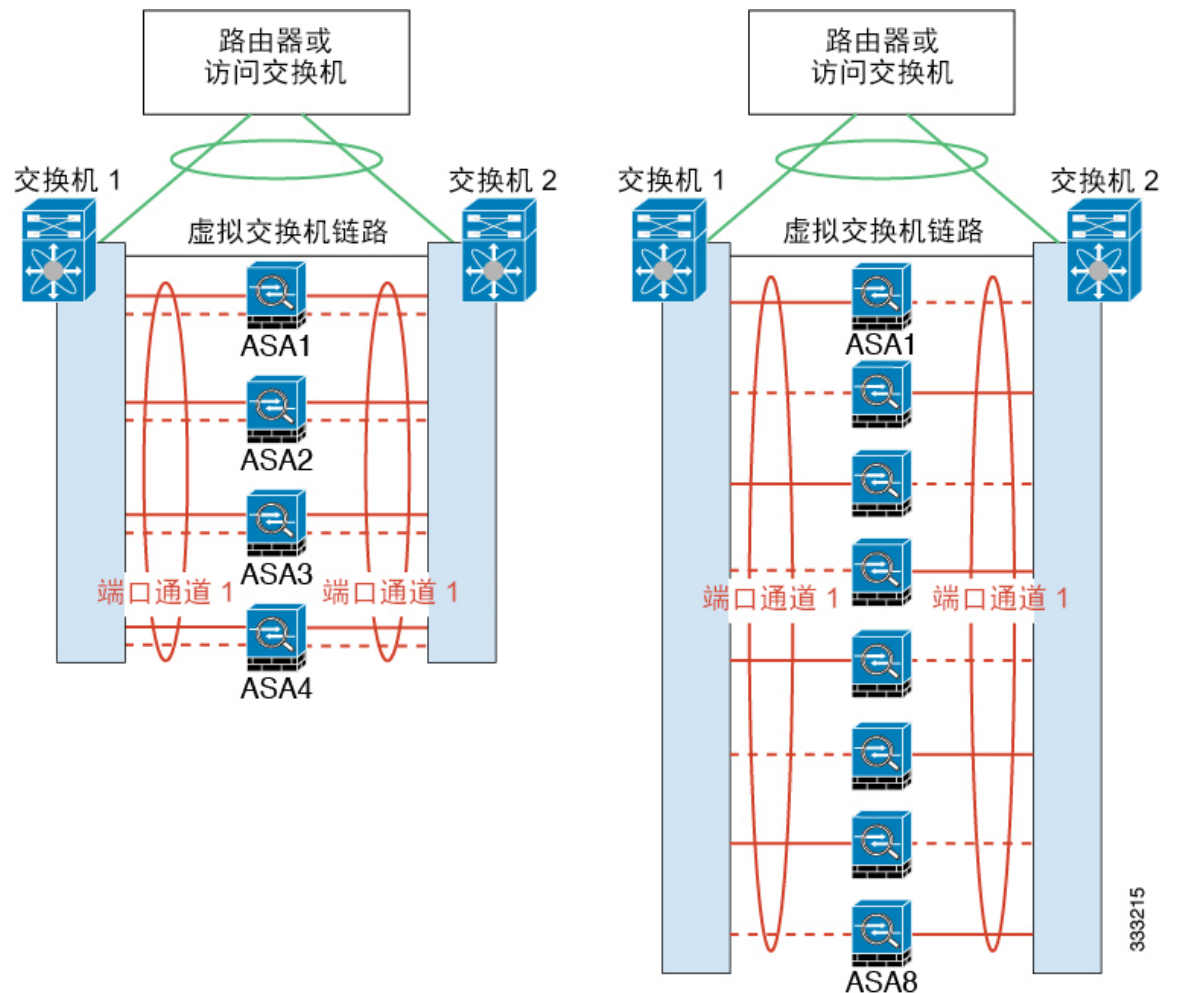 路由器或
访问交换机
交换机 1
交换机 2
虚拟交换机链路
ASA1
ASA2
ASA3
端口通道 1
端口通道 1
ASA4
路由器或
访问交换机
交换机 1
交换机 2
虚拟交换机链路
ASA1
端口通道 1
端口通道 1
ASA8
333215